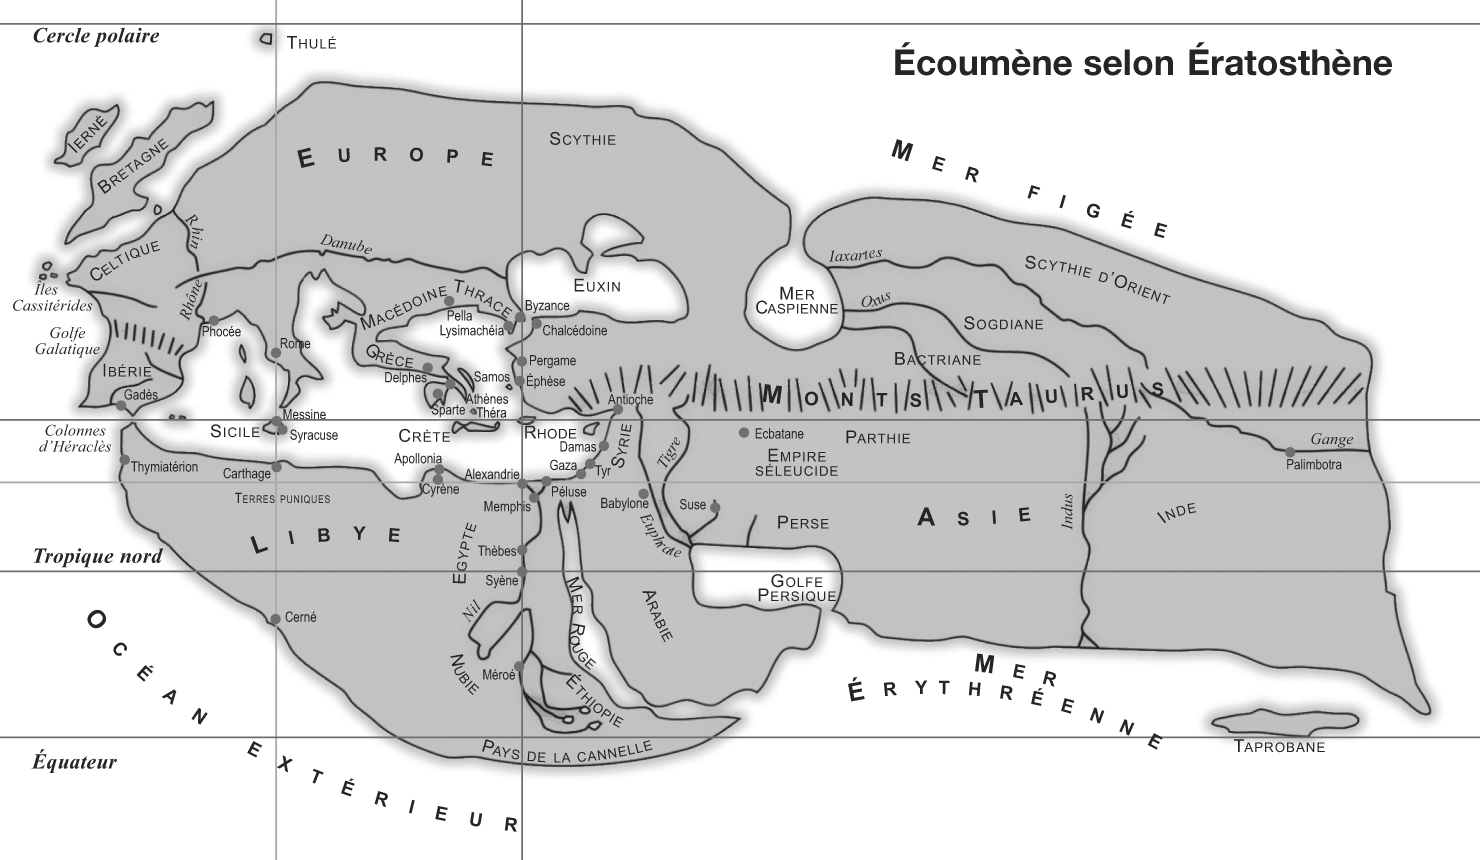 Cercle polaire
THULÉ
Écoumène selon Ératosthène
IERNÉ
BRETAGNE
EUROPE
SCYTHIE
MER FIGÉE
CELTIQUE
Rhin
Danube
Îles
Cassitérides
Golfe
Galatique
Rhône
Phocée
IBÉRIE
Gadès
Rome
MACÉDOINE
THRACE
Pella
Lysimachéia
Byzance
Chalcédoine
EUXIN
MER
CASPIENNE
Iaxartes
Oxus
SCYTHIE D'ORIENT
SOGDIANE
BACTRIANE
GRÈCE
Delphes
Sparte
Athènes
Théra
Samos
Pergame
Éphèse
MONTS TAURUS
Antioche
Colonnes
d'Héraclès
SICILE
Messine
Syracuse
CRÈTE
RHODE
SYRIE
Damas
Tyr
Gaza
Tigre
Ecbatane
PARTHIE
EMPIRE
SÉLEUCIDE
Gange
Palimbotra
Thymiatérion
Carthage
Apollonia
Cyrène
Alexandrie
Memphis
Péluse
Babylone
Suse
TERRES PUNIQUES
LIBYE
EGYPTE
Euphrate
PERSE
ASIE
Indus
INDE
Tropique nord
Thèbes
Syène
GOLFE
PERSIQUE
MER ROUGE
ARABIE
Nil
Cerné
NUBIE
Méroé
ÉTHIOPIE
MER
ÉRYTHRÉENNE
OCÉAN EXTÉRIEUR
Équateur
PAYS DE LA CANNELLE
TAPROBANE